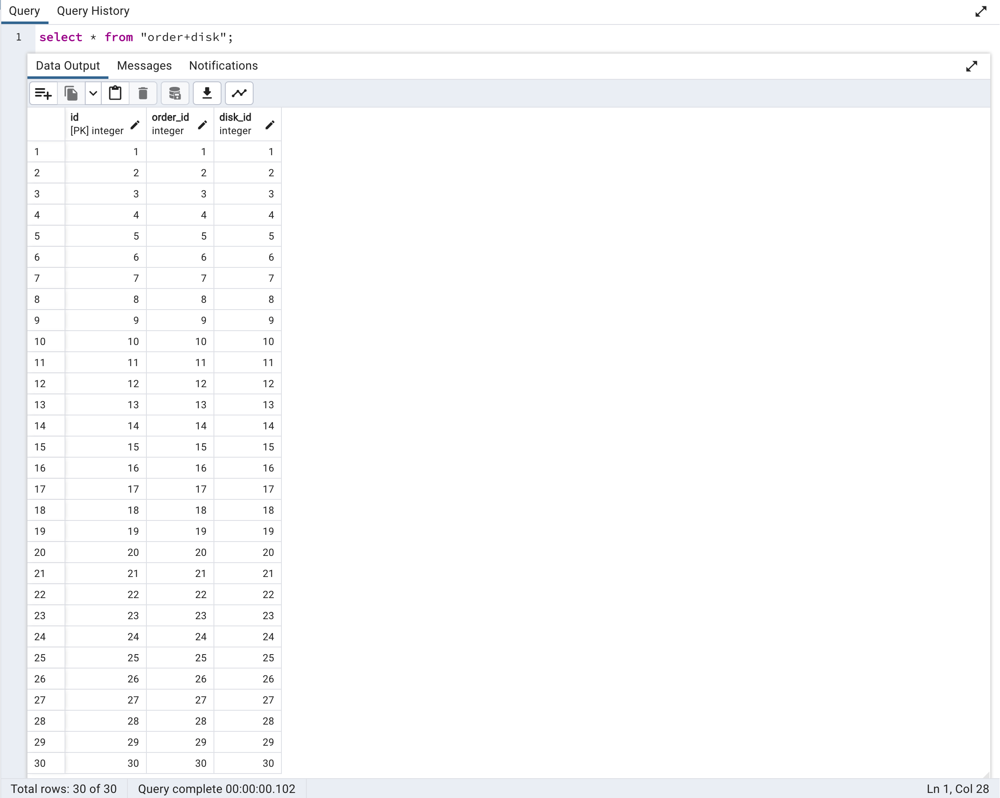 Query Query History
1 select * from "order+disk";
Data Output Messages Notifications
id order_id disk_id
[PK] integer integer integer
1 1 1 1
2 2 2 2
3 3 3 3
4 4 4 4
5 5 5 5
6 6 6 6
7 7 7 7
8 8 8 8
9 9 9 9
10 10 10 10
11 11 11 11
12 12 12 12
13 13 13 13
14 14 14 14
15 15 15 15
16 16 16 16
17 17 17 17
18 18 18 18
19 19 19 19
20 20 20 20
21 21 21 21
22 22 22 22
23 23 23 23
24 24 24 24
25 25 25 25
26 26 26 26
27 27 27 27
28 28 28 28
29 29 29 29
30 30 30 30
Total rows: 30 of 30 Query complete 00:00:00.102 Ln 1, Col 28